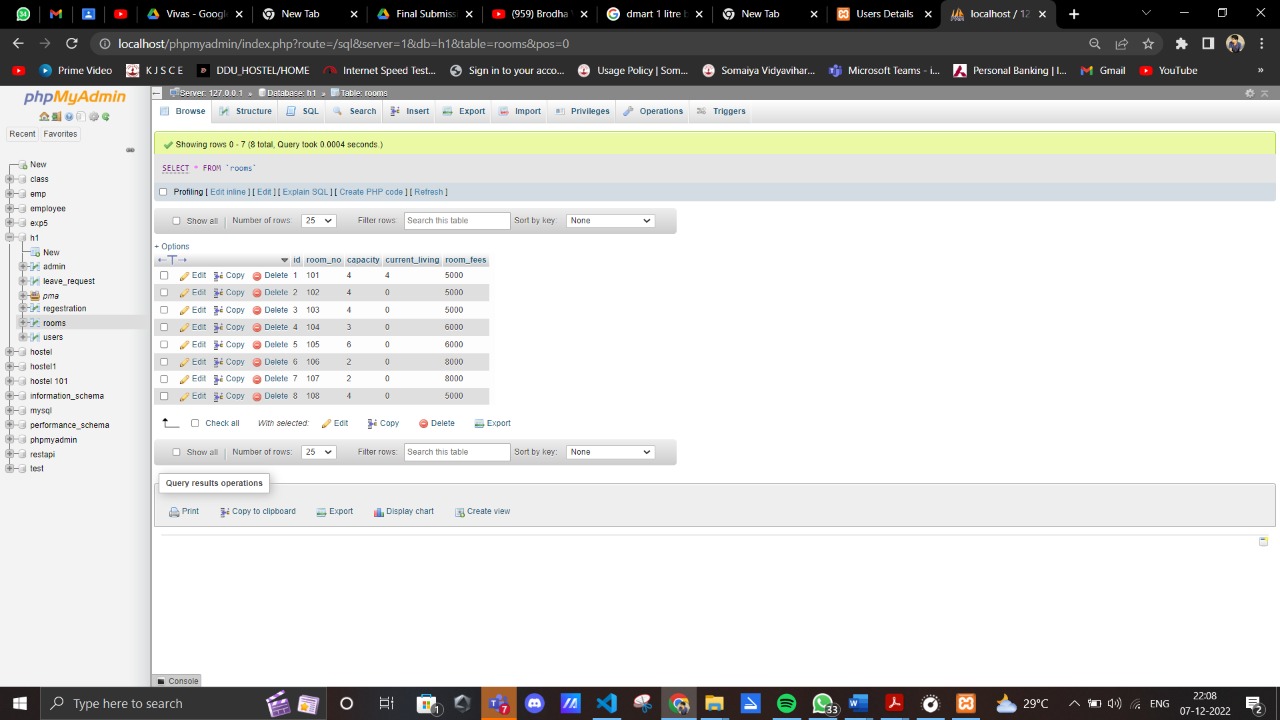 Vivas - Google
New Tab
Final Submiss
(959) Brodha V
dmart 1 litre b
New Tab
Users Details
localhost / 12
localhost/phpmyadmin/index.php?route=/sql&server=1&db=h1&table=rooms&pos=0
Prime Video
K J S C E
DDU_HOSTEL/HOME
Internet Speed Test...
Sign in to your acco...
Usage Policy | Som...
Somaiya Vidyavihar...
Microsoft Teams - i...
Personal Banking | I...
Gmail
YouTube
»
phpMyAdmin
Recent Favorites
New
class
emp
employee
exp5
h1
New
admin
leave_request
pma
regestration
rooms
users
hostel
hostel1
hostel 101
information_schema
mysql
performance_schema
phpmyadmin
restapi
test
Server: 127.0.0.1 » Database: h1 » Table: rooms
Browse Structure SQL Search Insert Export Import Privileges Operations Triggers
Showing rows 0 - 7 (8 total, Query took 0.0004 seconds.)
SELECT * FROM `rooms`
Profiling [ Edit inline ] [ Edit ] [ Explain SQL ] [ Create PHP code ] [ Refresh ]
Show all Number of rows: 25 Filter rows: Search this table Sort by key: None
+ Options
id room_no capacity current_living room_fees
Edit Copy Delete 1 101 4 4 5000
Edit Copy Delete 2 102 4 0 5000
Edit Copy Delete 3 103 4 0 5000
Edit Copy Delete 4 104 3 0 6000
Edit Copy Delete 5 105 6 0 6000
Edit Copy Delete 6 106 2 0 8000
Edit Copy Delete 7 107 2 0 8000
Edit Copy Delete 8 108 4 0 5000
Check all With selected: Edit Copy Delete Export
Show all Number of rows: 25 Filter rows: Search this table Sort by key: None
Query results operations
Print Copy to clipboard Export Display chart Create view
Console
Type here to search
1
7
33
29°C
ENG
22:08
07-12-2022
2